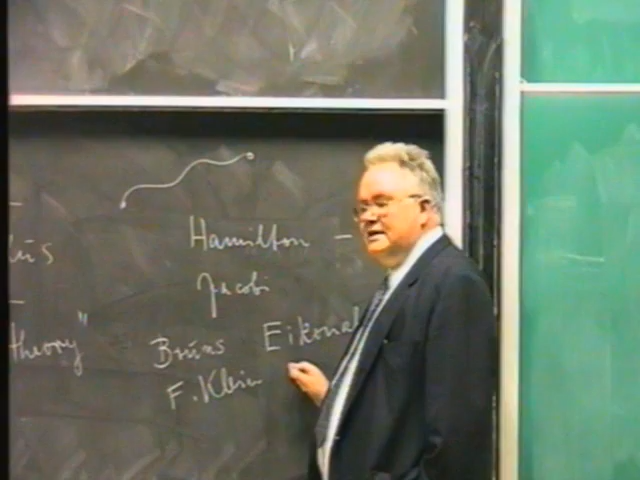 Hamilton –
Jacobi
theory"
Bruns Eikonal
F. Klein